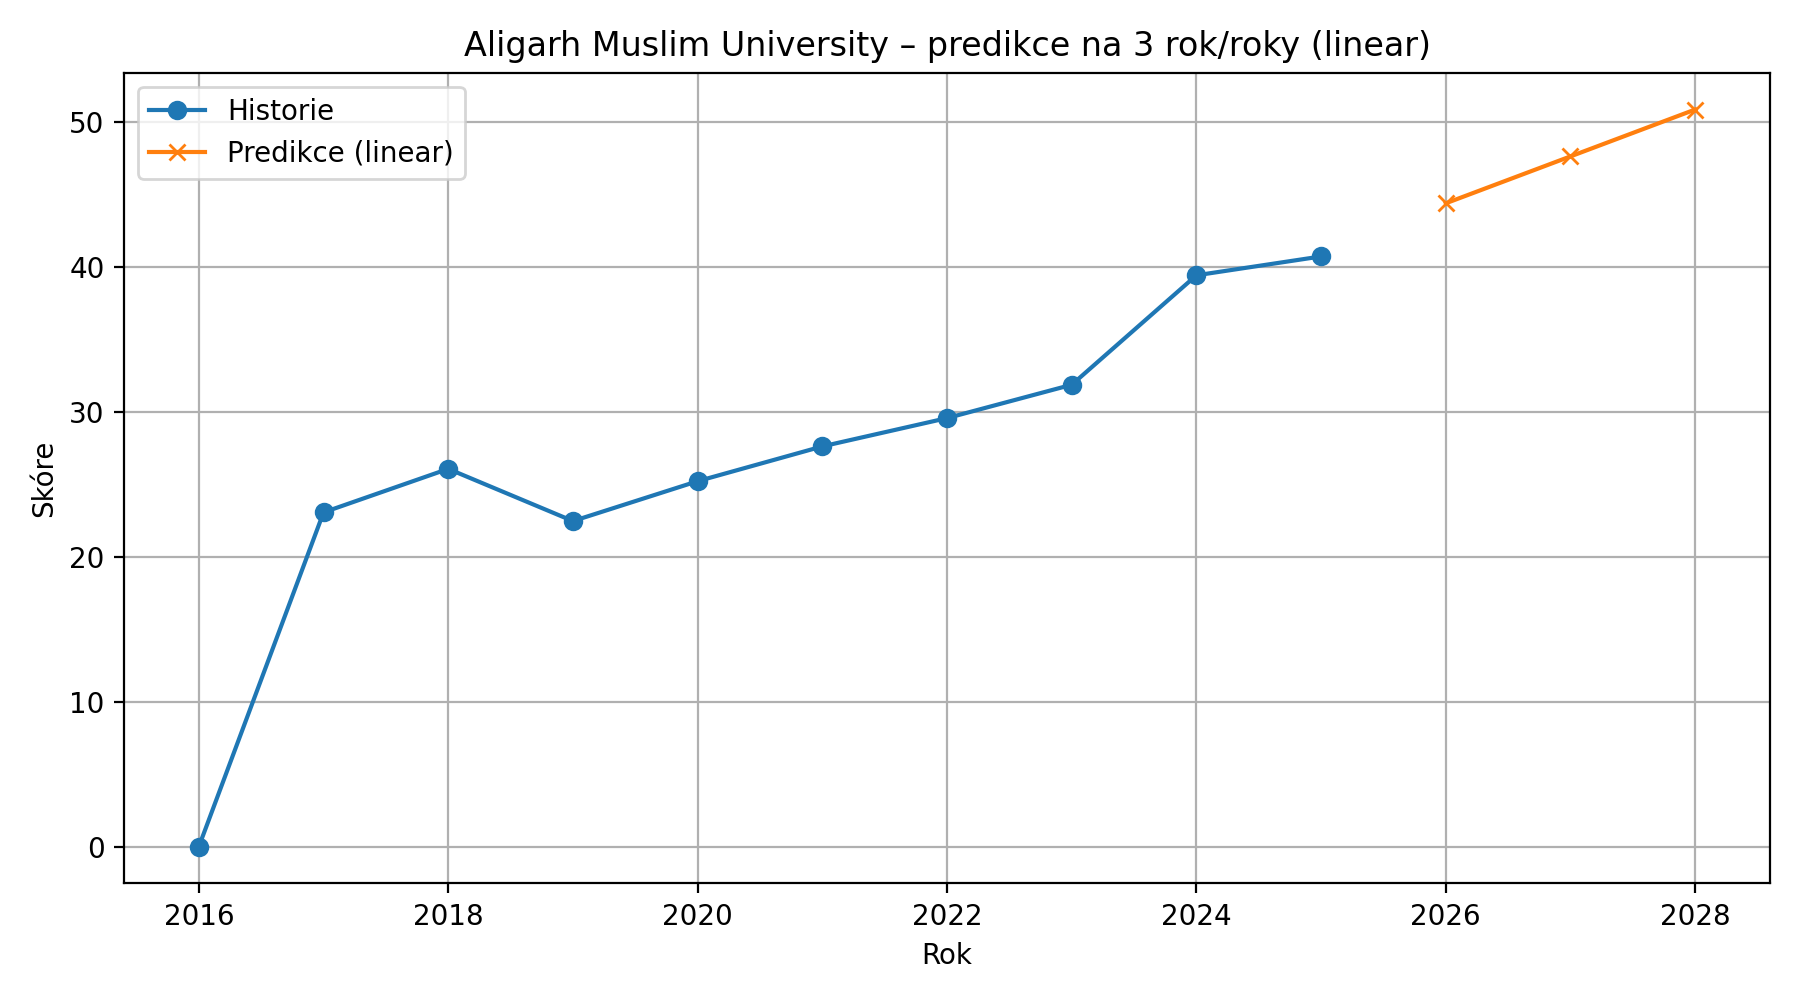 Aligarh Muslim University – predikce na 3 rok/roky (linear)
Historie
Predikce (linear)
50
40
30
20
10
0
Skóre
2016 2018 2020 2022 2024 2026 2028
Rok